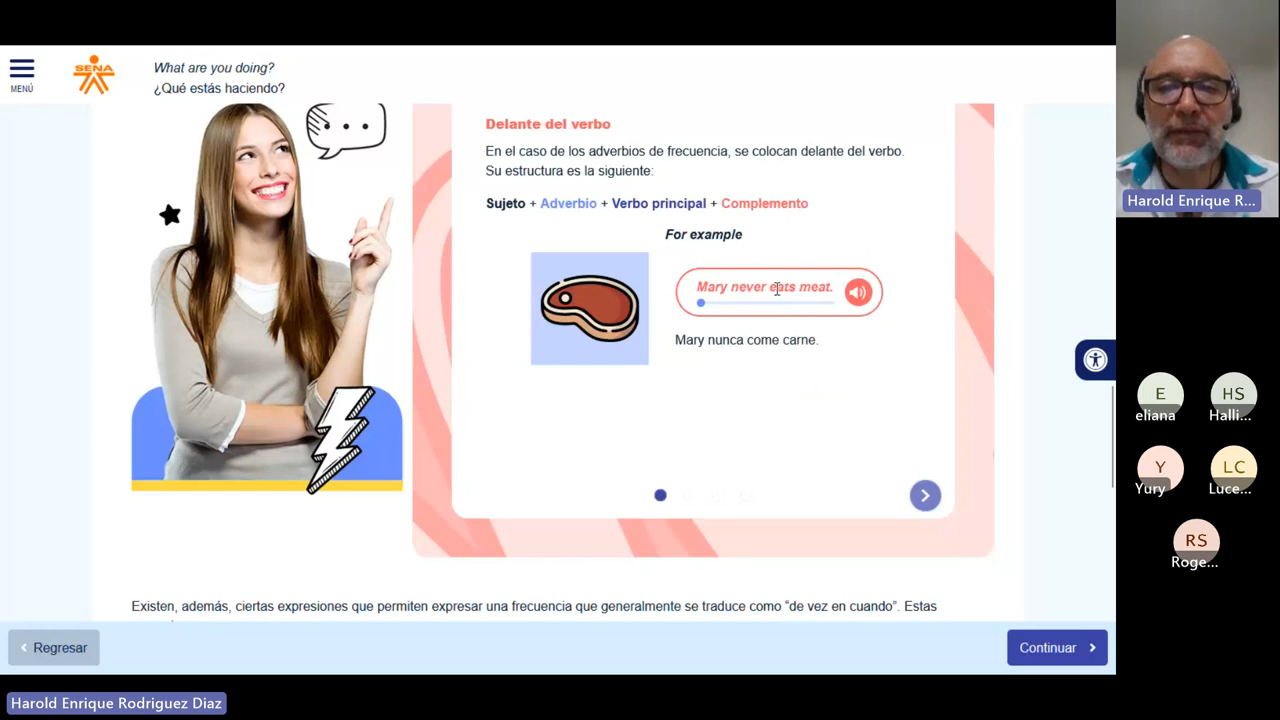 What are you doing?
MENÚ
SENA
¿Qué estás haciendo?
Delante del verbo
En el caso de los adverbios de frecuencia, se colocan delante del verbo.
Su estructura es la siguiente:
Sujeto + Adverbio + Verbo principal + Complemento
For example
Mary never eats meat.
Mary nunca come carne.
Existen, además, ciertas expresiones que permiten expresar una frecuencia que generalmente se traduce como “de vez en cuando”. Estas
Regresar
Continuar
Harold Enrique Rodriguez Diaz
Harold Enrique R...
E
eliana
HS
Halli...
Y
Yury
LC
Luce...
RS
Roge...